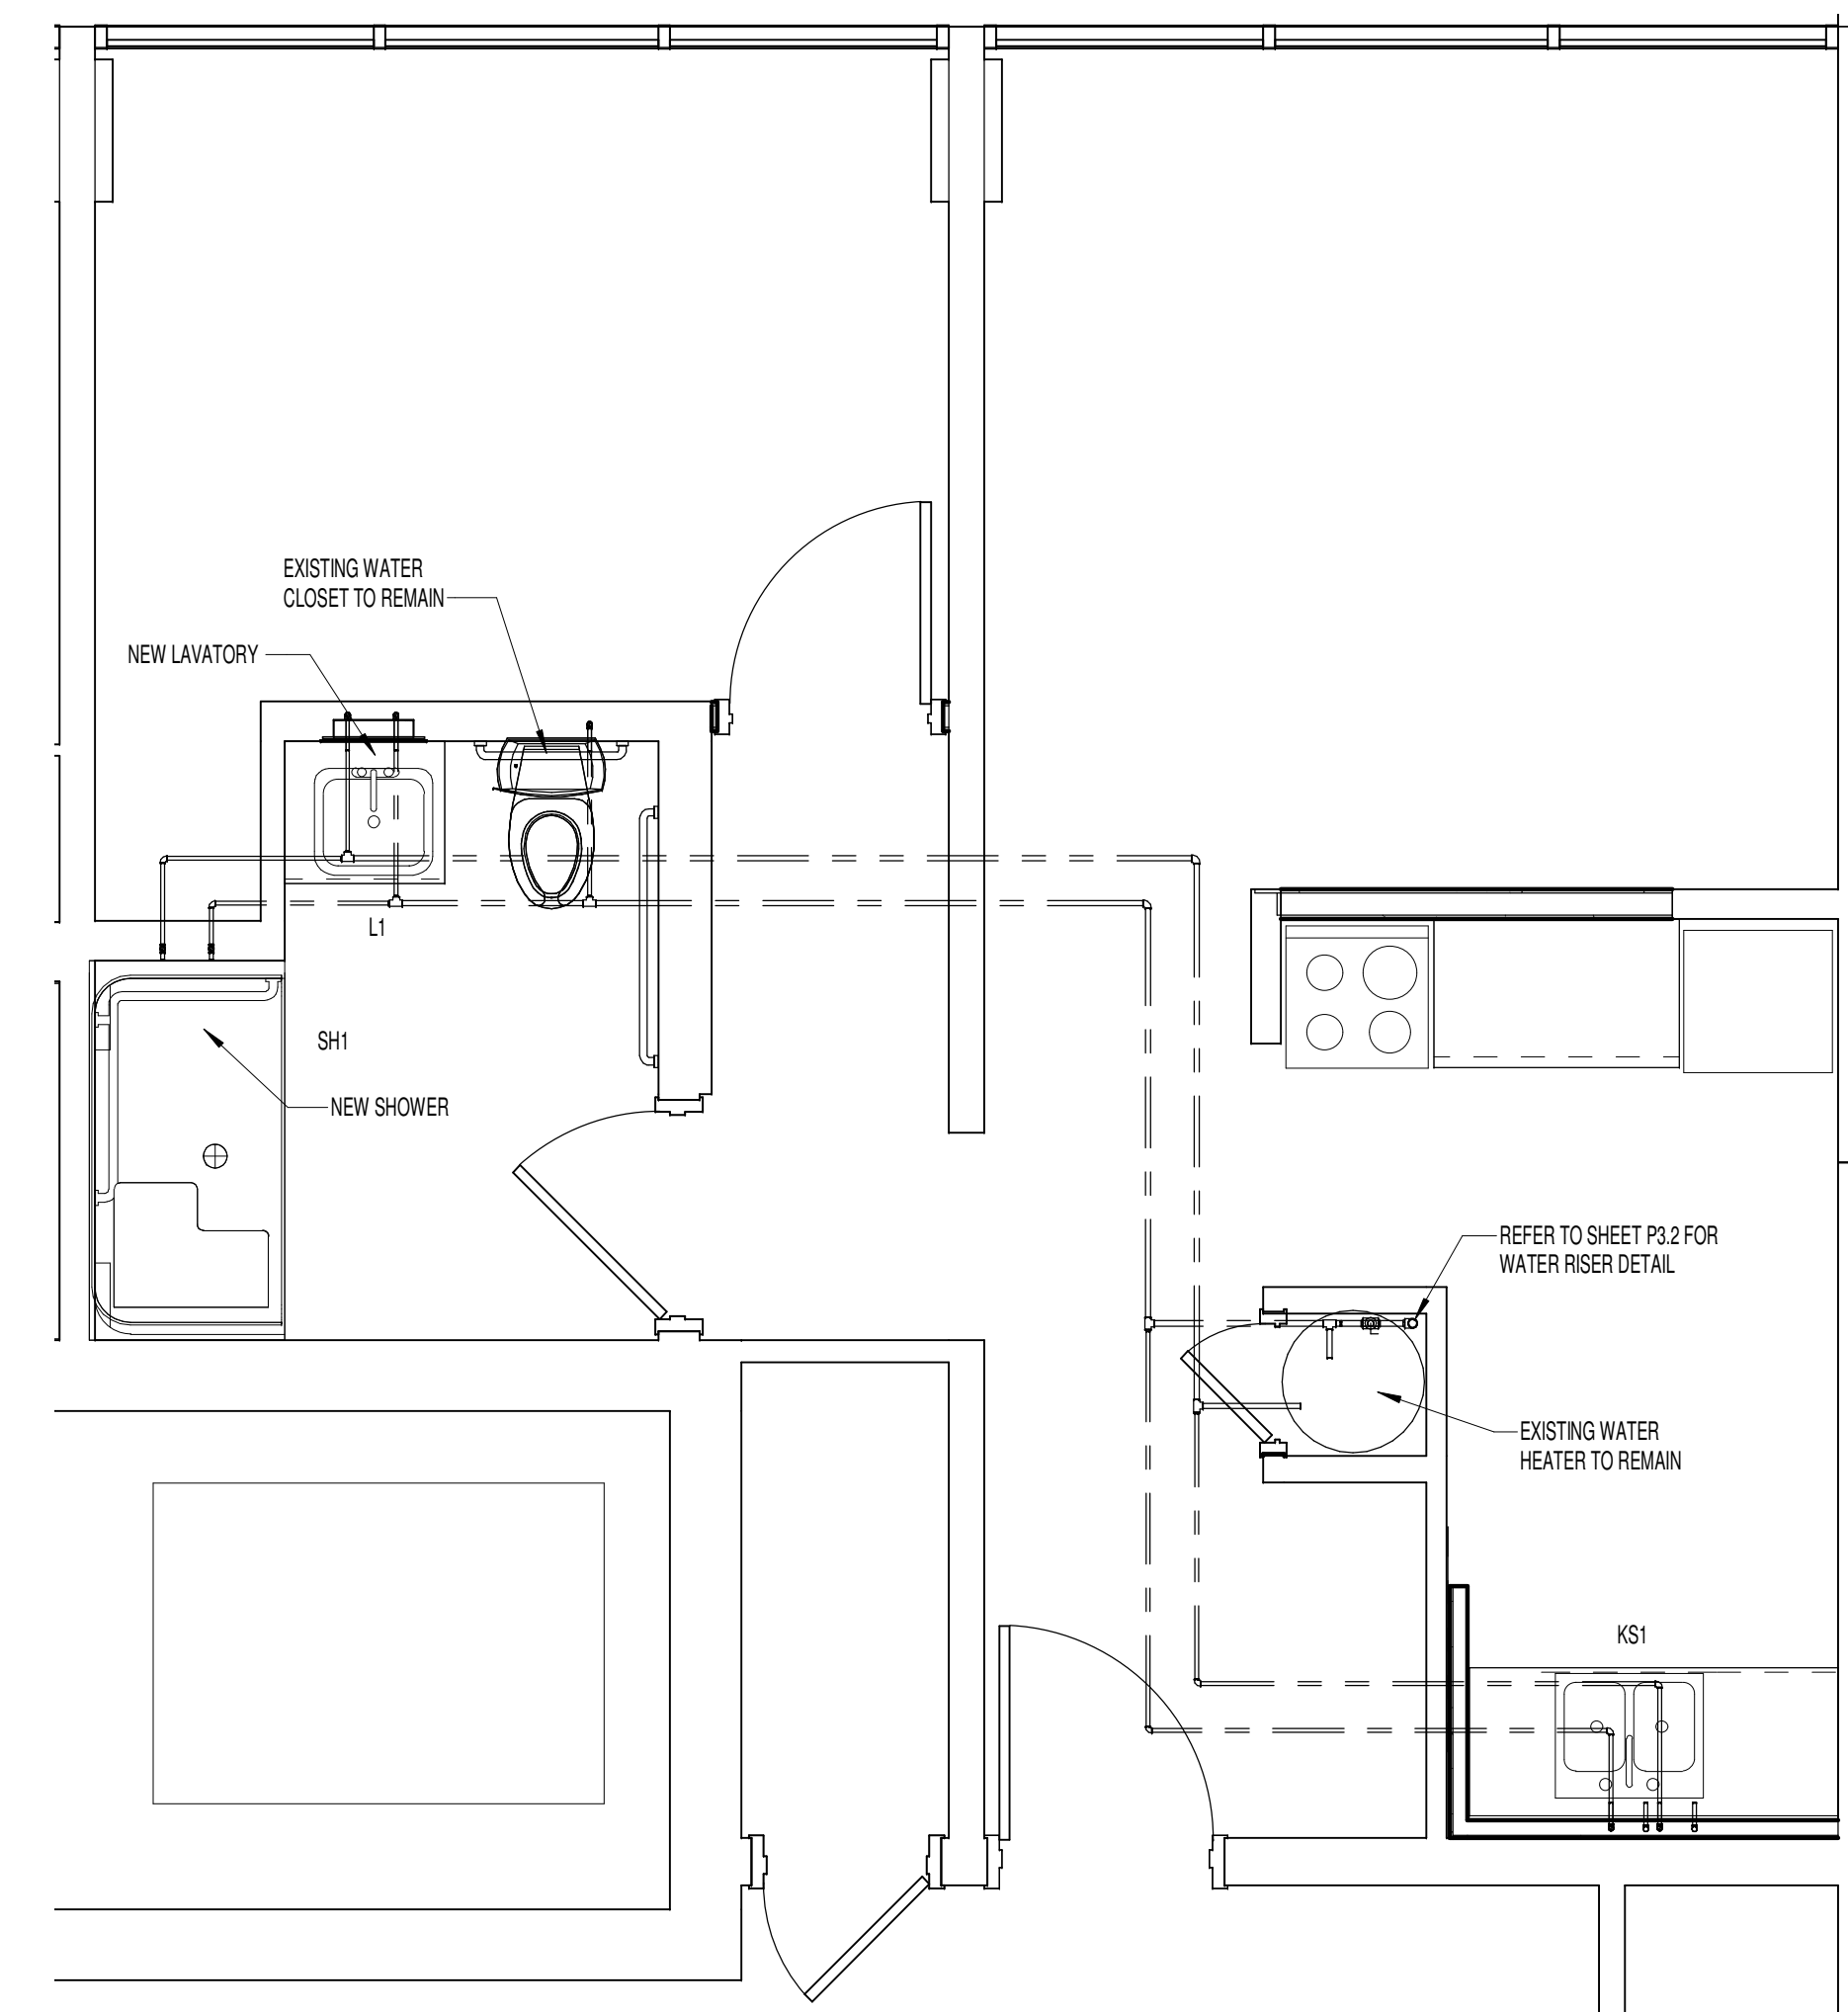 EXISTING WATER
CLOSET TO REMAIN
NEW LAVATORY
L1
SH1
NEW SHOWER
REFER TO SHEET P3.2 FOR
WATER RISER DETAIL
EXISTING WATER
HEATER TO REMAIN
KS1